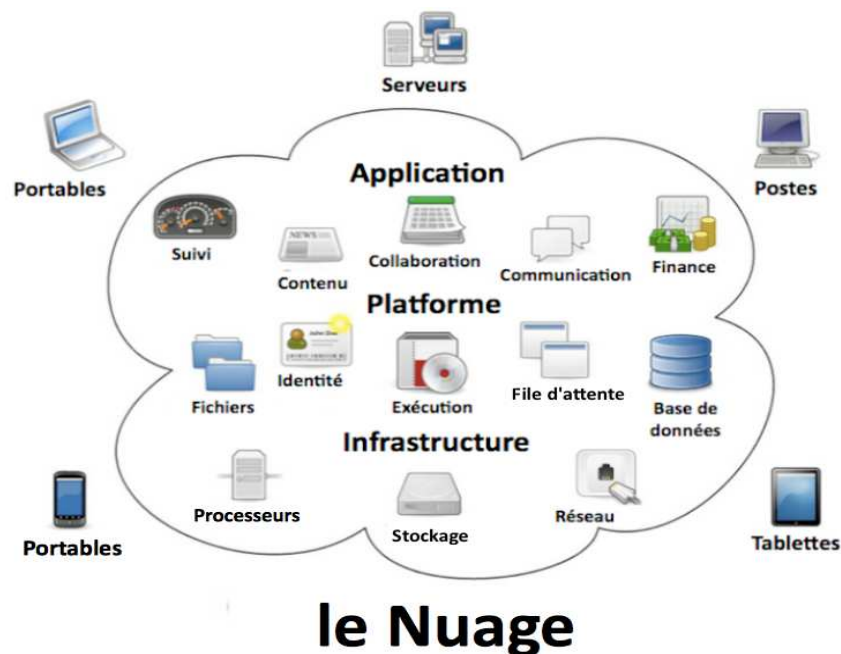 Serveurs
Portables
Postes
Application
Suivi
Contenu
Collaboration
Communication
Finance
Platforme
Fichiers
Identité
Exécution
File d'attente
Base de
données
Infrastructure
Processeurs
Stockage
Réseau
Portables
Tablettes
le Nuage
NEWS